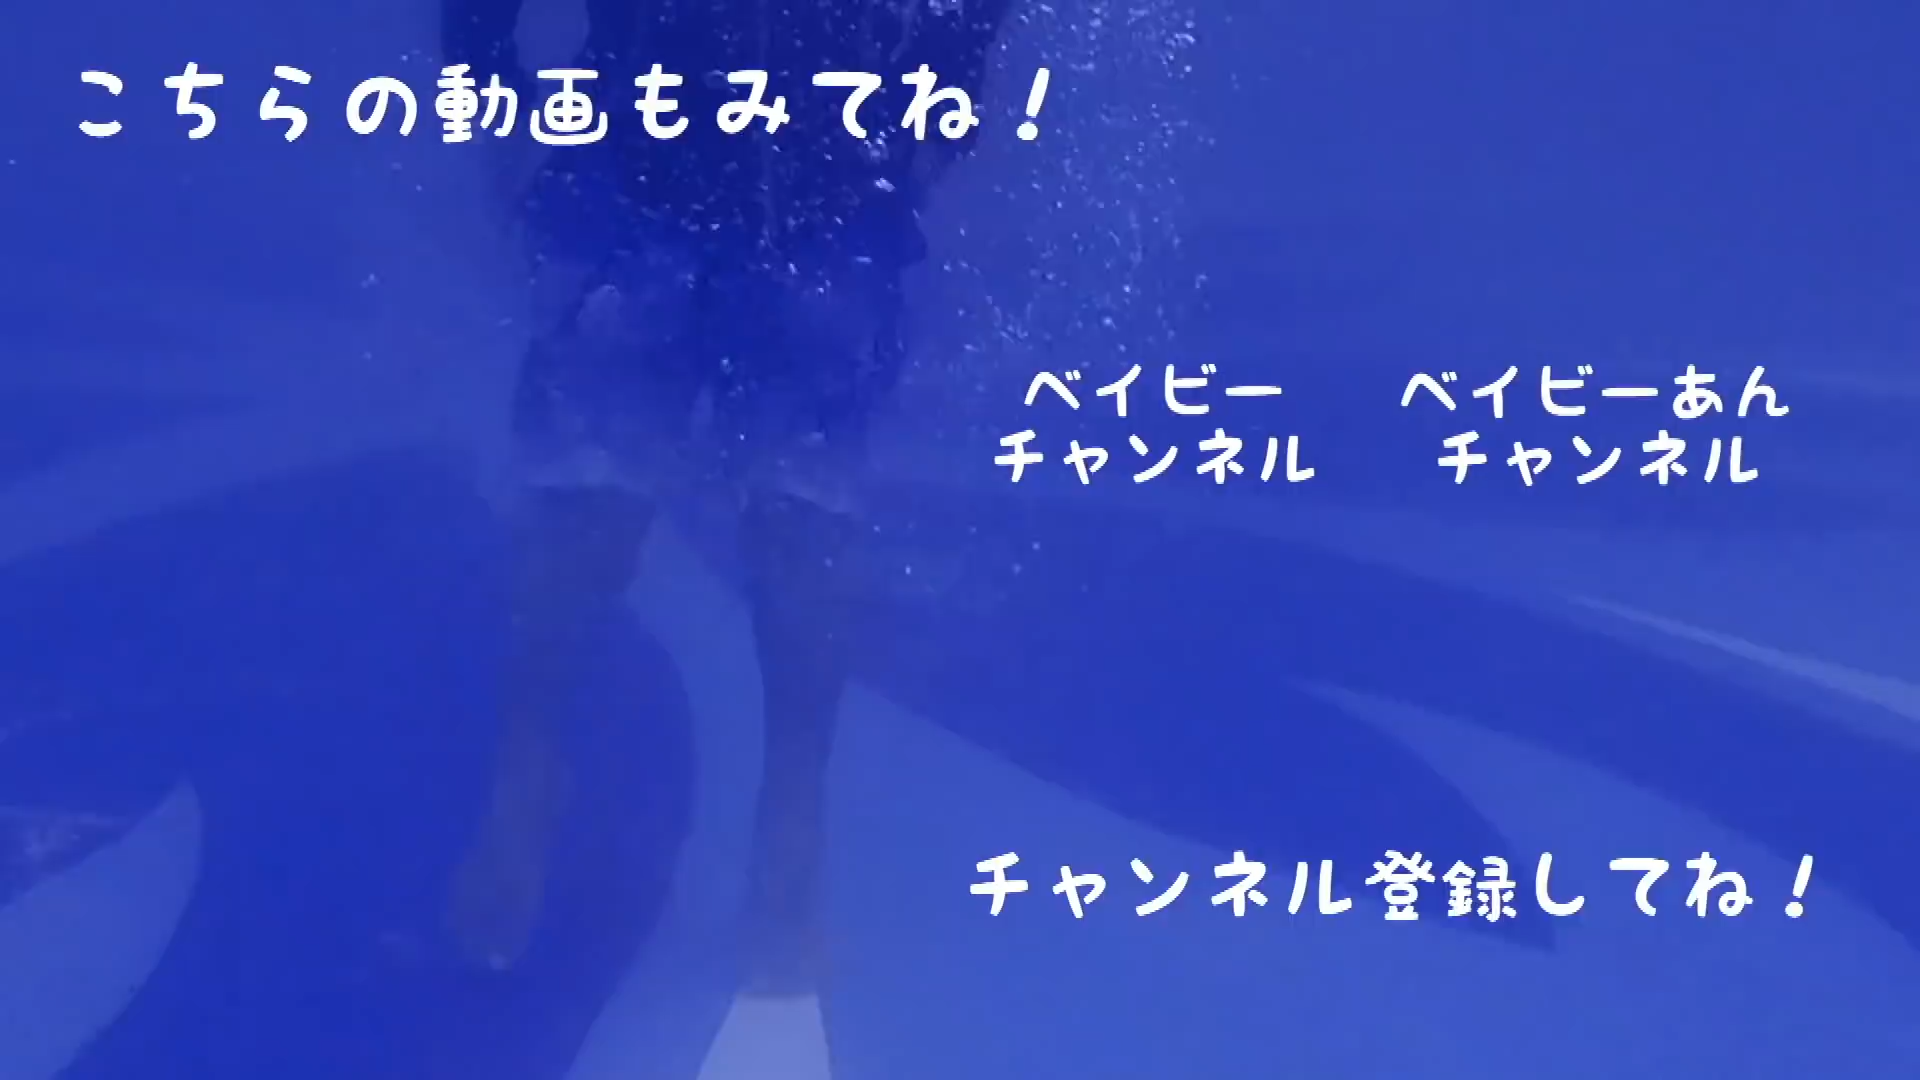 こちらの動画もみてね！
ベイビー
チャンネル
ベイビーあん
チャンネル
チャンネル登録してね！